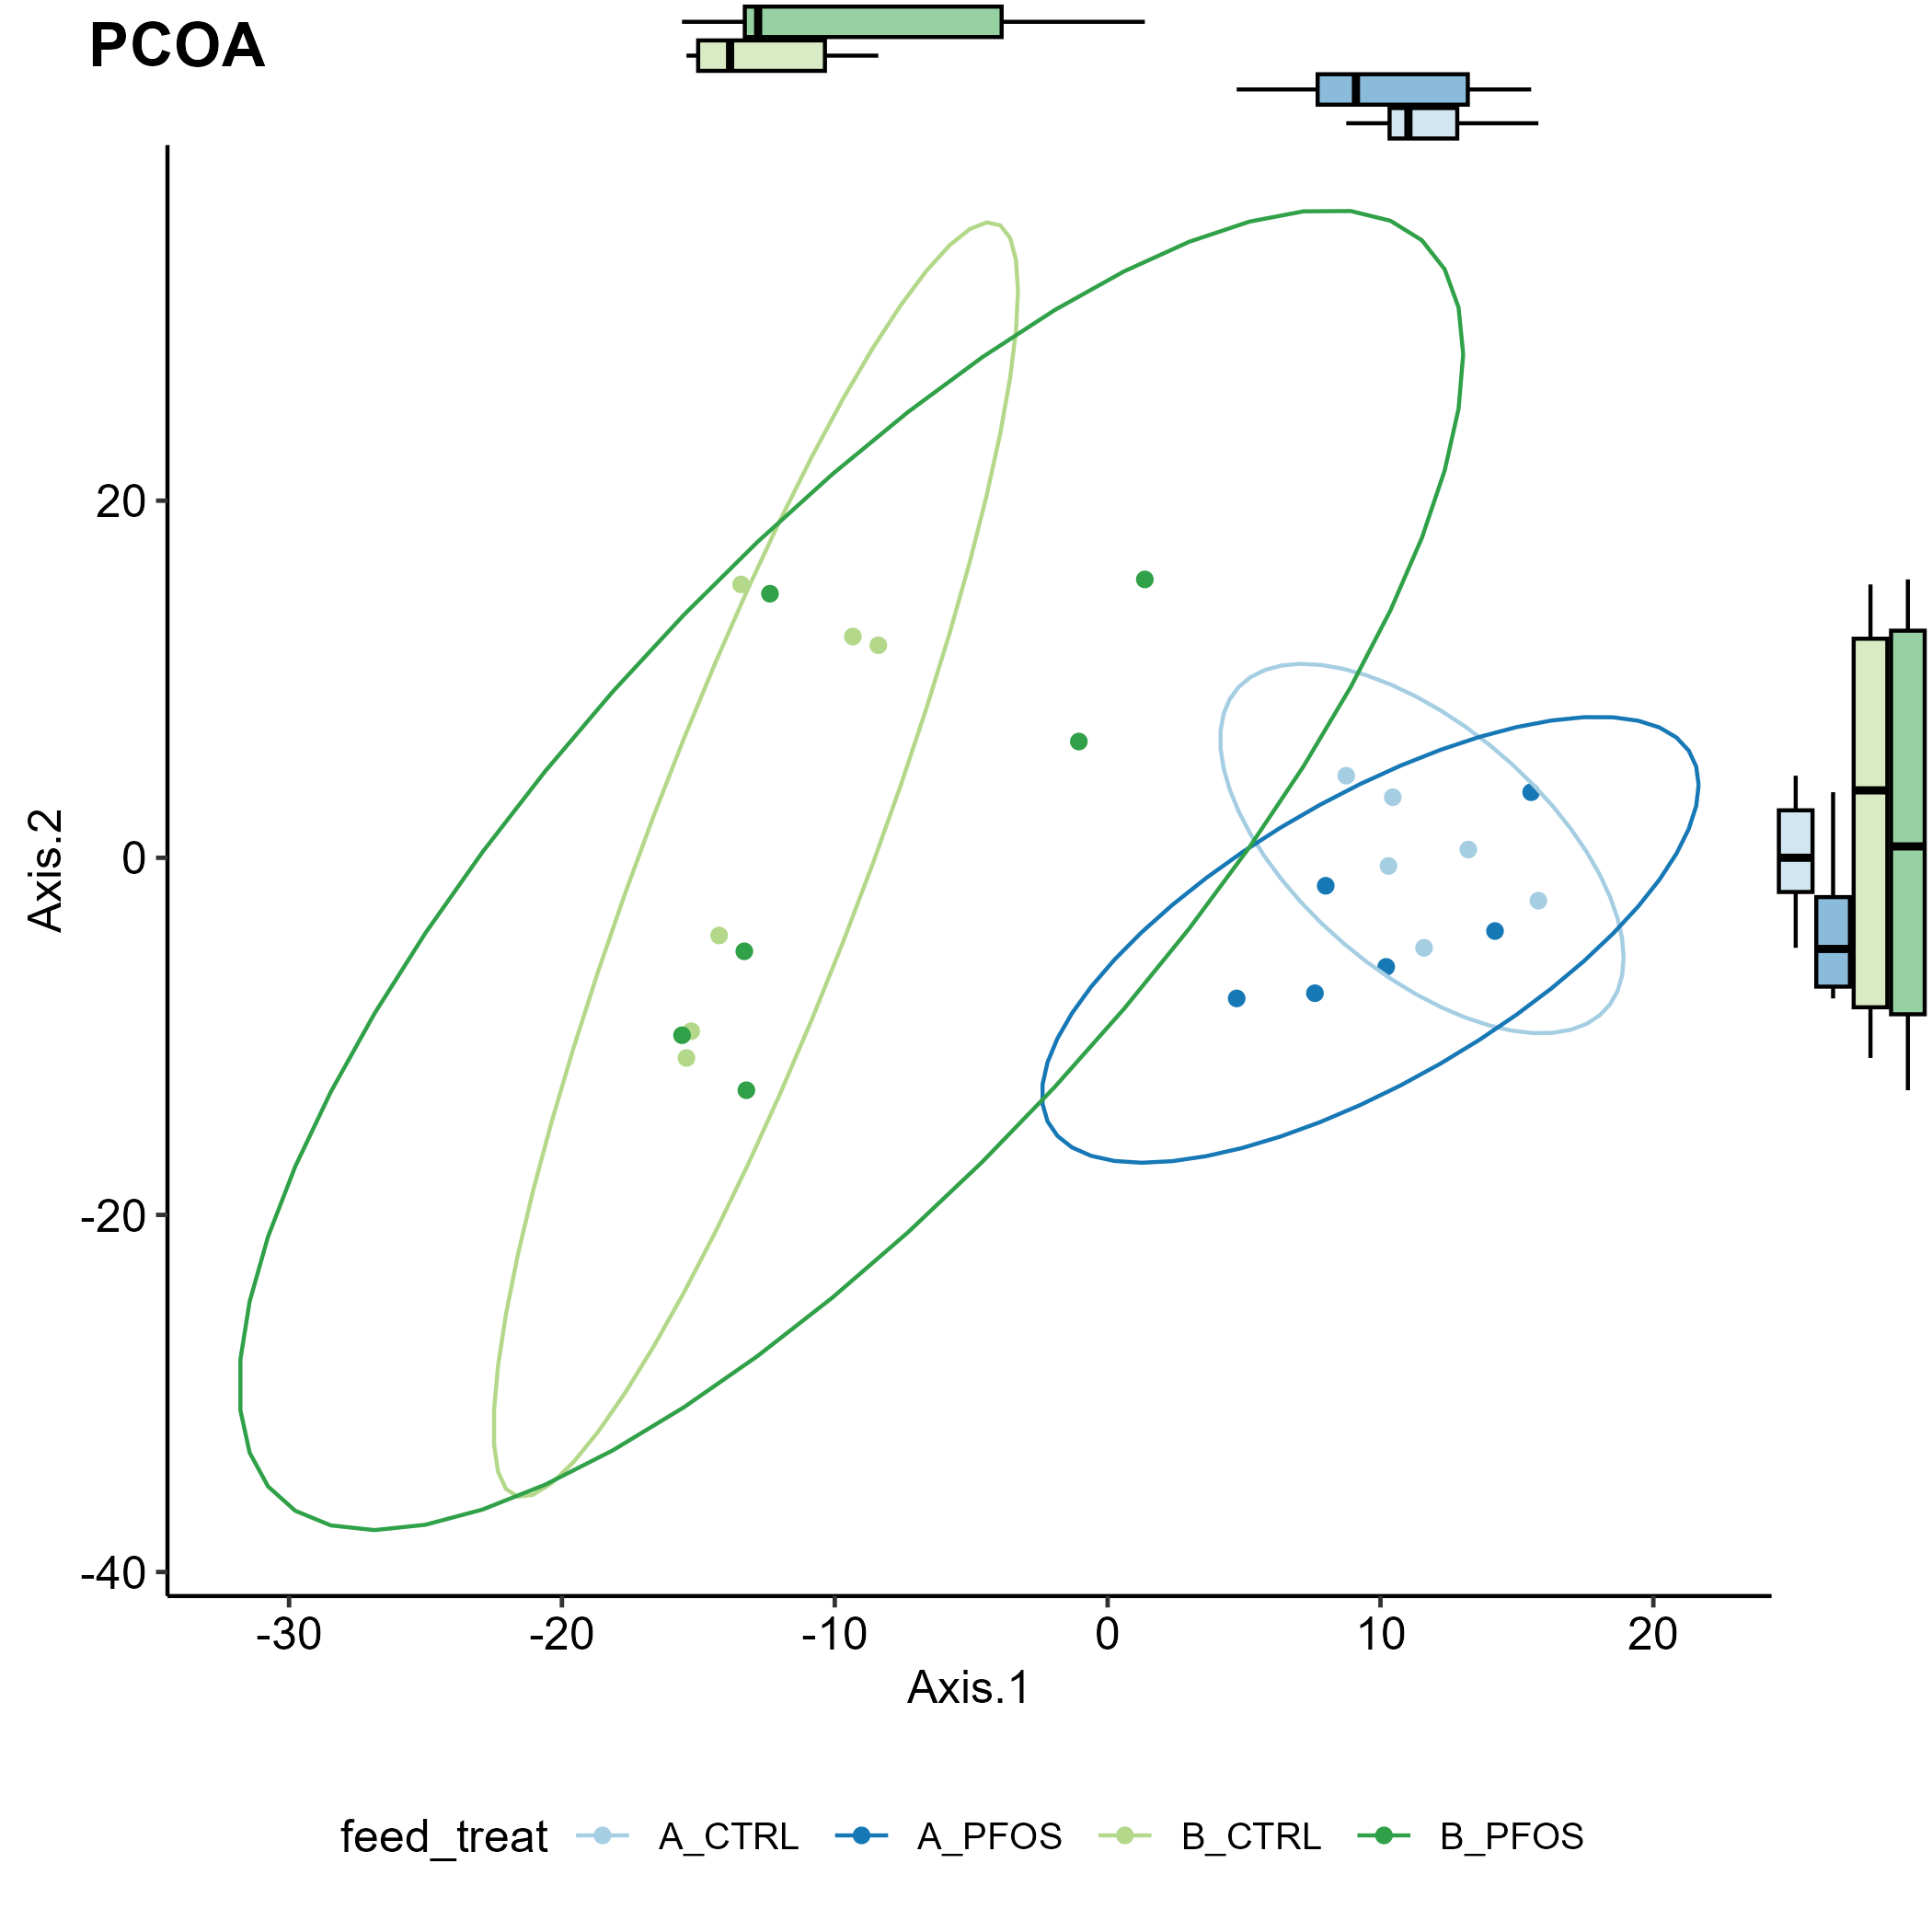 PCOA
20
0
-20
-40
Axis.2
-30 -20 -10 0 10 20
Axis.1
feed_treat A_CTRL A_PFOS B_CTRL B_PFOS